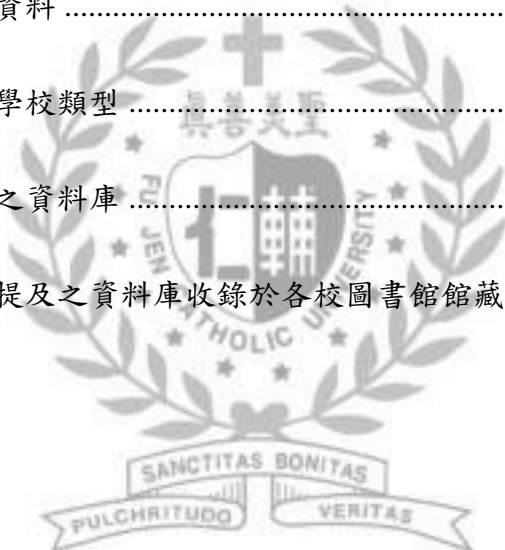 資料 ........................................................
學校類型 ........................................................
真善美聖
之資料庫 ........................................................
FU JEN CATHOLIC UNIVERSITY
仁
提及之資料庫收錄於各校圖書館館藏
SANCTITAS BONITAS
PULCHRITUDO VERITAS